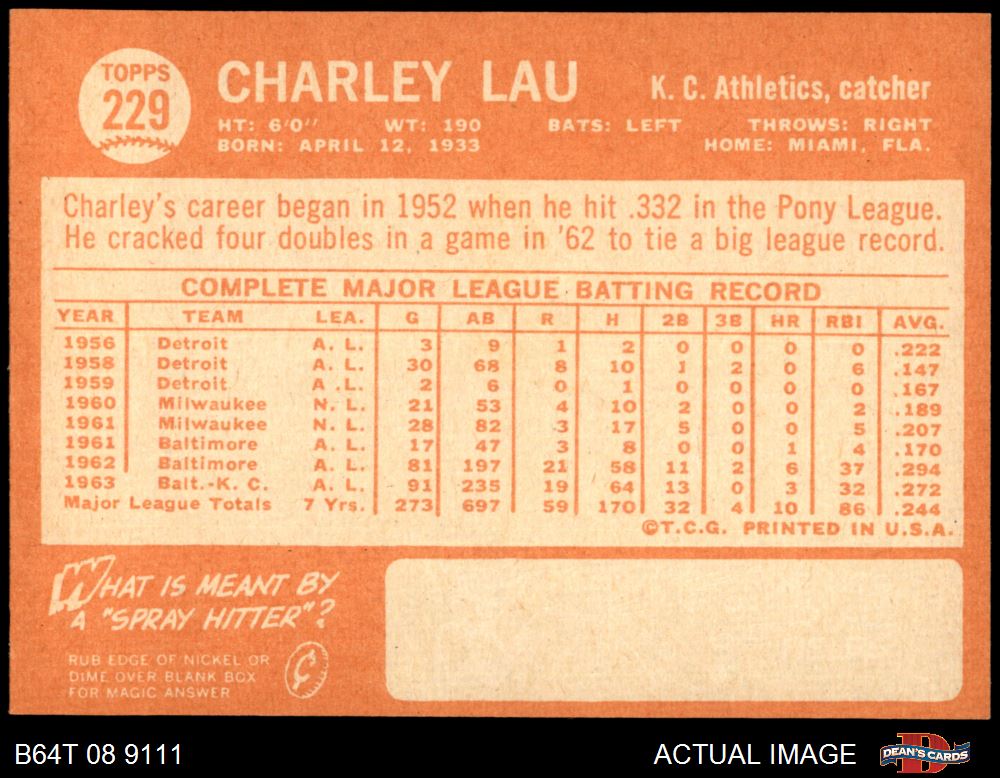 TOPPS
229
CHARLEY LAU
K. C. Athletics, catcher
HT: 6'0" WT: 190 BATS: LEFT THROWS: RIGHT
BORN: APRIL 12, 1933 HOME: MIAMI, FLA.
Charley's career began in 1952 when he hit .332 in the Pony League.
He cracked four doubles in a game in '62 to tie a big league record.
COMPLETE MAJOR LEAGUE BATTING RECORD
YEAR TEAM LEA. G AB R H 2B 3B HR RBI AVG.
1956 Detroit A. L. 3 9 1 2 0 0 0 0 .222
1958 Detroit A. L. 30 68 8 10 1 2 0 6 .147
1959 Detroit A .L. 2 6 0 1 0 0 0 0 .167
1960 Milwaukee N. L. 21 53 4 10 2 0 0 2 .189
1961 Milwaukee N. L. 28 82 3 17 5 0 0 5 .207
1961 Baltimore A. L. 17 47 3 8 0 0 1 4 .170
1962 Baltimore A. L. 81 197 21 58 11 2 6 37 .294
1963 Balt.-K. C. A. L. 91 235 19 64 13 0 3 32 .272
Major League Totals 7 Yrs. 273 697 59 170 32 4 10 86 .244
©T.C.G. PRINTED IN U.S.A.
WHAT IS MEANT BY
A "SPRAY HITTER"?
RUB EDGE OF NICKEL OR
DIME OVER BLANK BOX
FOR MAGIC ANSWER
¢
B64T 08 9111
ACTUAL IMAGE
DEAN'S CARDS